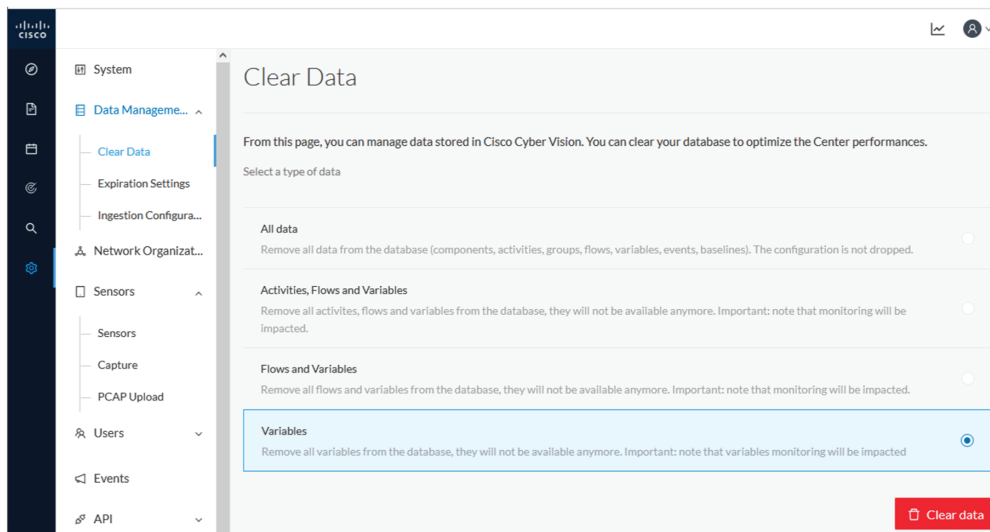 CISCO
System
Data Manageme...
Clear Data
Expiration Settings
Ingestion Configura...
Network Organizat...
Sensors
Sensors
Capture
PCAP Upload
Users
Events
API
Clear Data
From this page, you can manage data stored in Cisco Cyber Vision. You can clear your database to optimize the Center performances.
Select a type of data
All data
Remove all data from the database (components, activities, groups, flows, variables, events, baselines). The configuration is not dropped.
Activities, Flows and Variables
Remove all activites, flows and variables from the database, they will not be available anymore. Important: note that monitoring will be
impacted.
Flows and Variables
Remove all flows and variables from the database, they will not be available anymore. Important: note that monitoring will be impacted.
Variables
Remove all variables from the database, they will not be available anymore. Important: note that variables monitoring will be impacted
Clear data